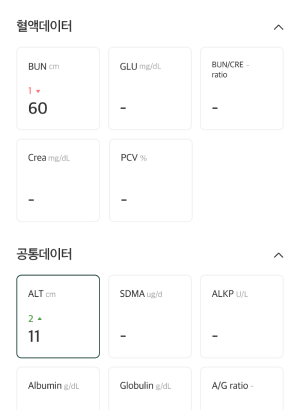 혈액데이터
BUN cm
1
60
GLU mg/dL
-
BUN/CRE -
ratio
-
Crea mg/dL
-
PCV %
-
공통데이터
ALT cm
2
11
SDMA ug/d
-
ALKP U/L
-
Albumin g/dL
Globulin g/dL
A/G ratio -